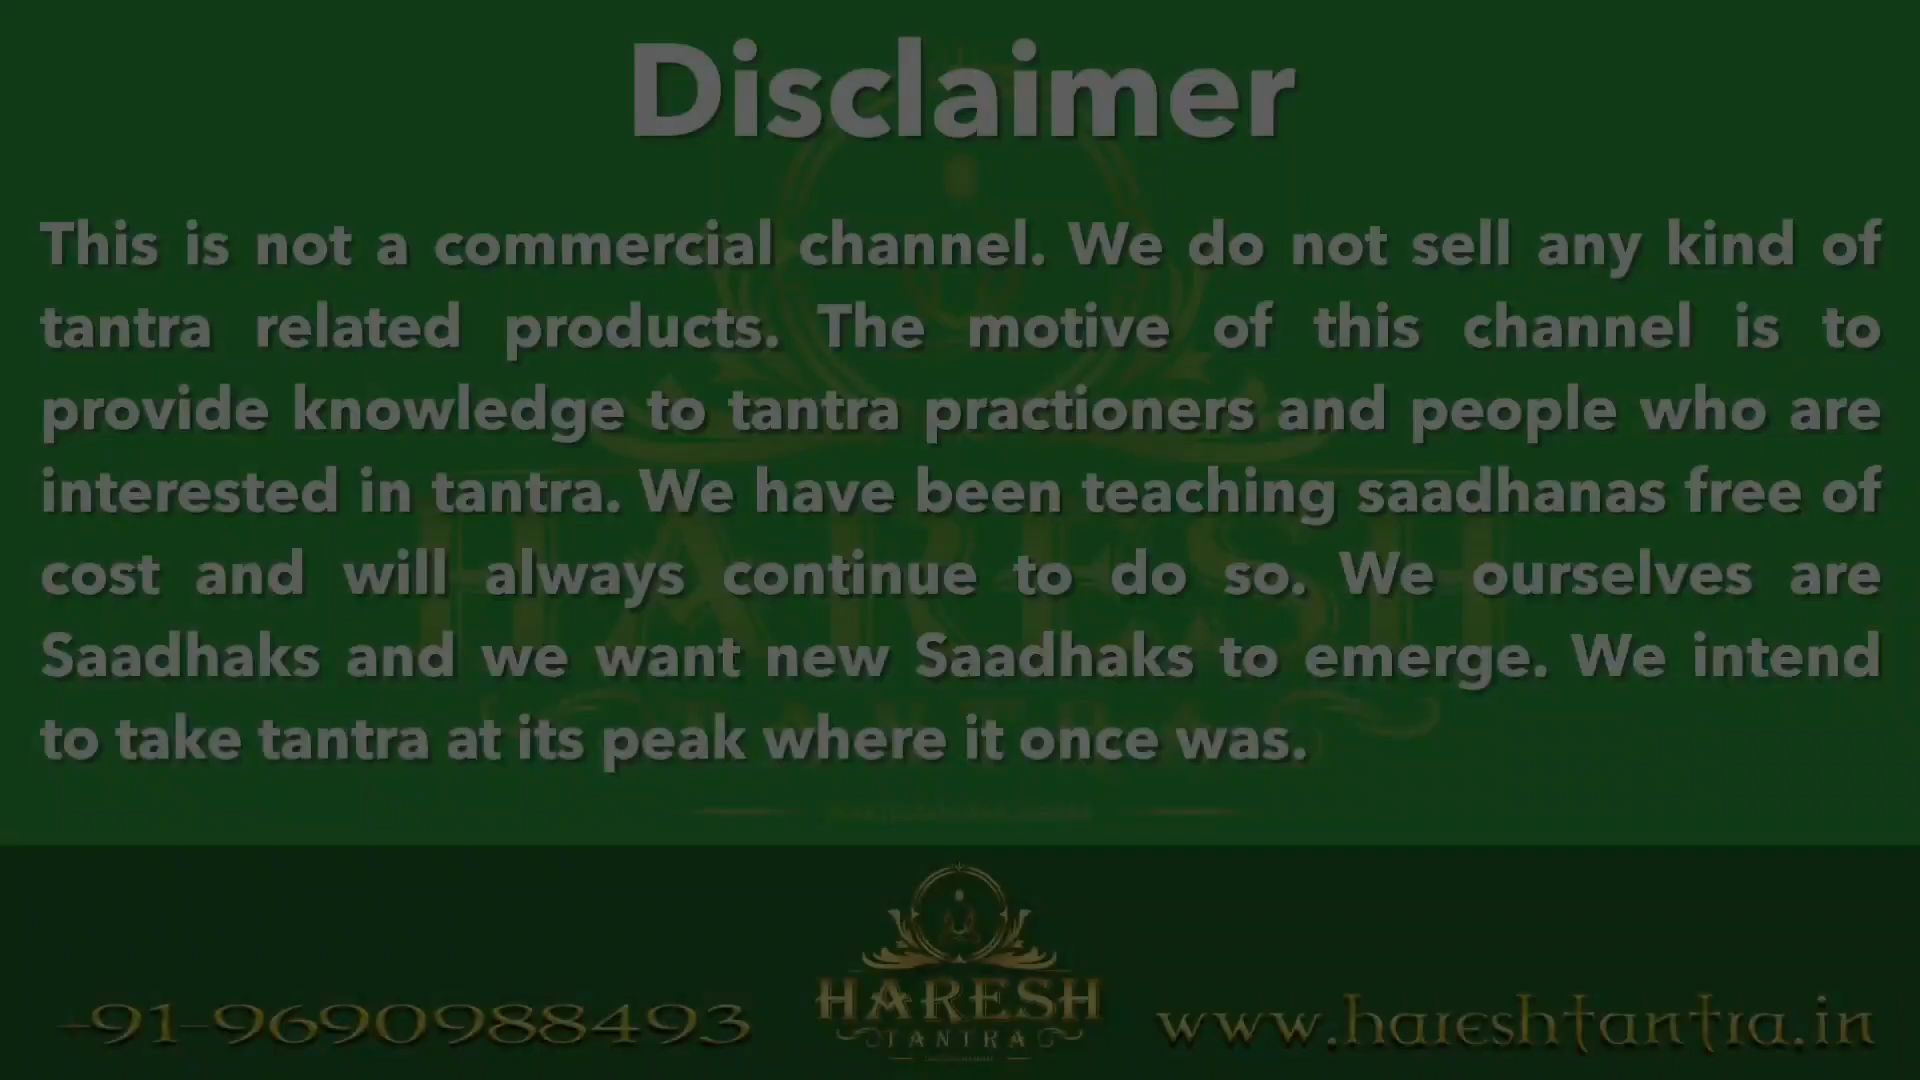 Disclaimer
This is not a commercial channel. We do not sell any kind of
tantra related products. The motive of this channel is to
provide knowledge to tantra practioners and people who are
interested in tantra. We have been teaching saadhanas free of
cost and will always continue to do so. We ourselves are
Saadhaks and we want new Saadhaks to emerge. We intend
to take tantra at its peak where it once was.
HARESH
TANTRA
+91-9690988493
HARESH
TANTRA
www.hareshtantra.in